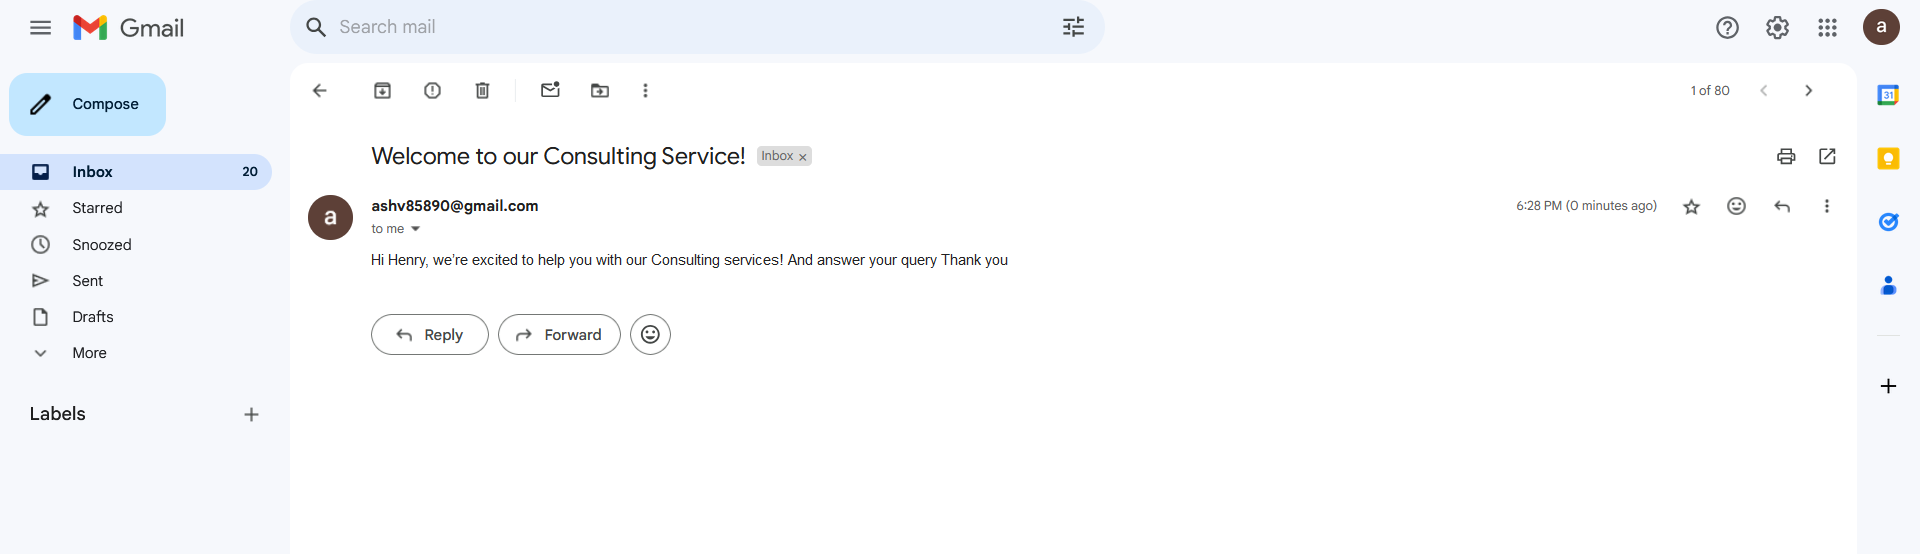 Gmail
Search mail
a
Compose
1 of 80
31
Welcome to our Consulting Service! Inbox x
Inbox 20
Starred
a
ashv85890@gmail.com
6:28 PM (0 minutes ago)
to me
Snoozed
Hi Henry, we’re excited to help you with our Consulting services! And answer your query Thank you
Sent
Drafts
Reply
Forward
More
Labels